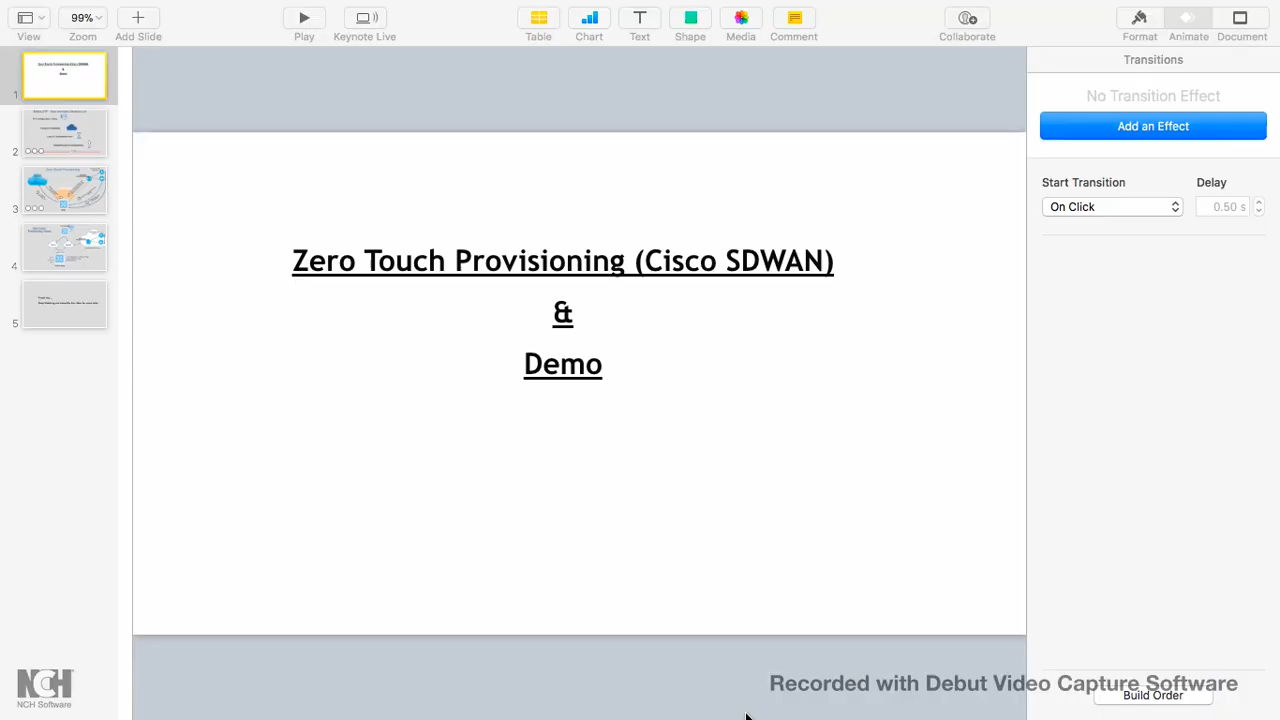 View
99%
Zoom
Add Slide
Play
Keynote Live
Table
Chart
Text
Shape
Media
Comment
Collaborate
Format
Animate
Document
1
2
3
4
5
Zero Touch Provisioning (Cisco SDWAN)
&
Demo
Transitions
No Transition Effect
Add an Effect
Start Transition
Delay
On Click
0.50 s
Build Order
NCH
NCH Software
Recorded with Debut Video Capture Software